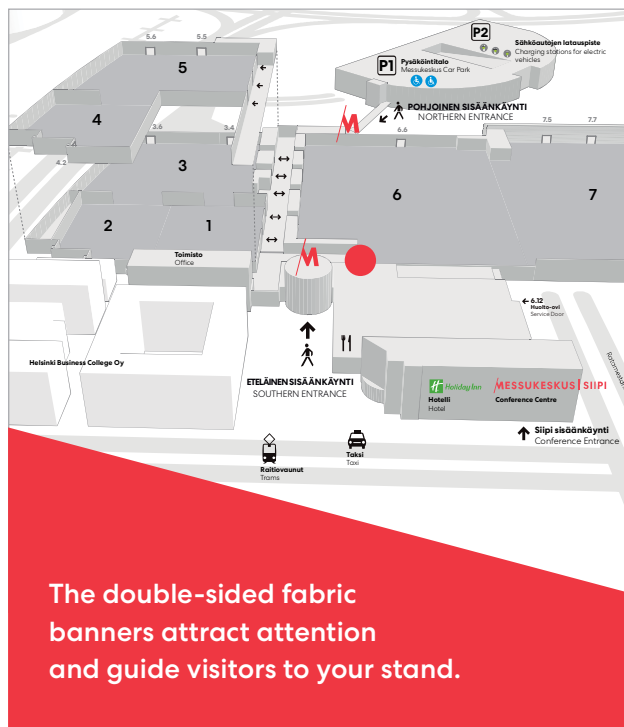 P2
5.6
5.5
Sähköautojen latauspiste
Charging stations for electric
vehicles
5
P1
Pysäköintitalo
Messukeskus Car Park
4
POHJOINEN SISÄÄNKÄYNTI
NORTHERN ENTRANCE
M
3.6
3.4
6.6
7.5
7.7
4.2
3
6
7
2
1
Toimisto
Office
M
6.12
Huolto-ovi
Service Door
Helsinki Business College Oy
ETELÄINEN SISÄÄNKÄYNTI
SOUTHERN ENTRANCE
H Holiday Inn
Hotelli
Hotel
MESSUKESKUS SIIPI
Conference Centre
Siipi sisäänkäynti
Conference Entrance
Taksi
Taxi
Raitiovaunut
Trams
The double-sided fabric
banners attract attention
and guide visitors to your stand.